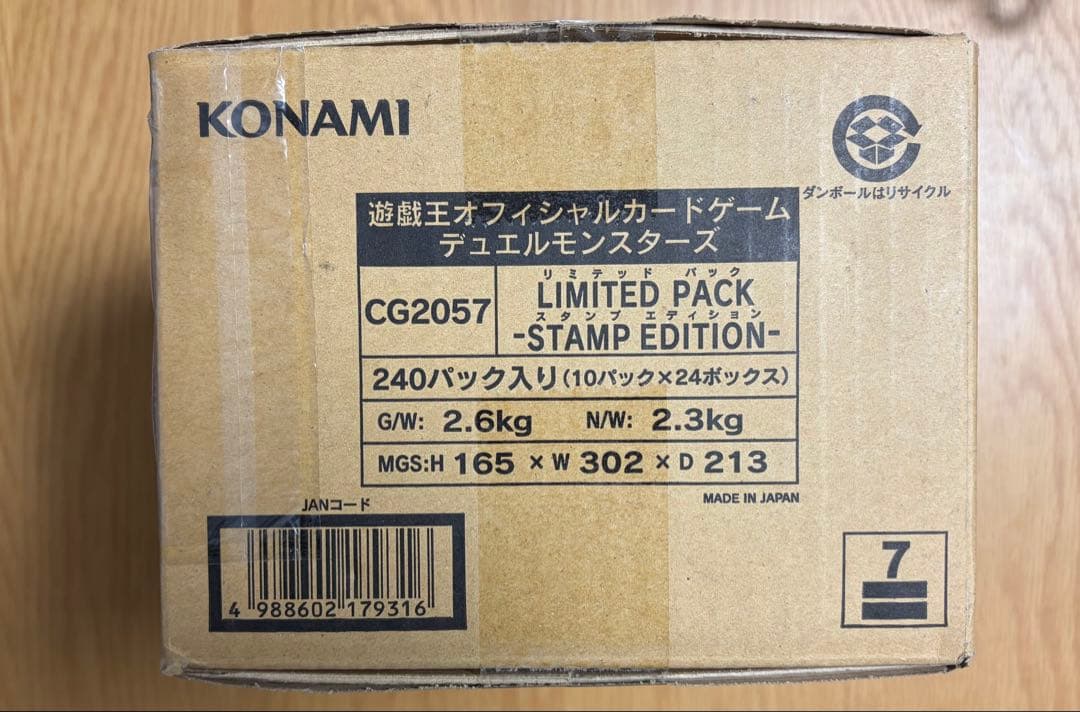 KONAMI
ダンボールはリサイクル
遊戯王オフィシャルカードゲーム
デュエルモンスターズ
CG2057
リミテッド パック
LIMITED PACK
スタンプ エディション
-STAMP EDITION-
240パック入り(10パック×24ボックス)
G/W: 2.6kg N/W: 2.3kg
MGS:H 165 × W 302 × D 213
MADE IN JAPAN
JANコード
4 988602 179316
7